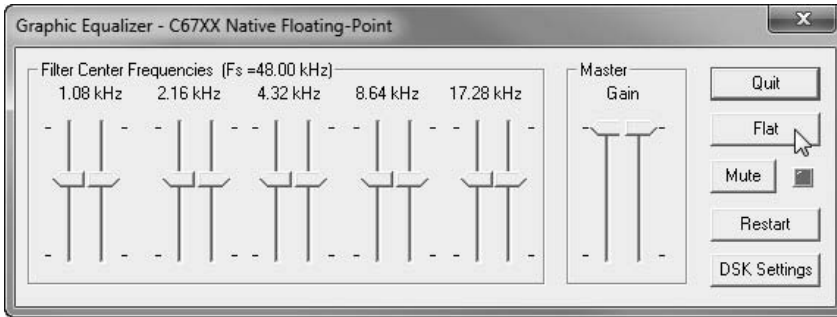 Graphic Equalizer - C67XX Native Floating-Point
Filter Center Frequencies (Fs =48.00 kHz)
1.08 kHz 2.16 kHz 4.32 kHz 8.64 kHz 17.28 kHz
Master
Gain
Quit
Flat
Mute
Restart
DSK Settings